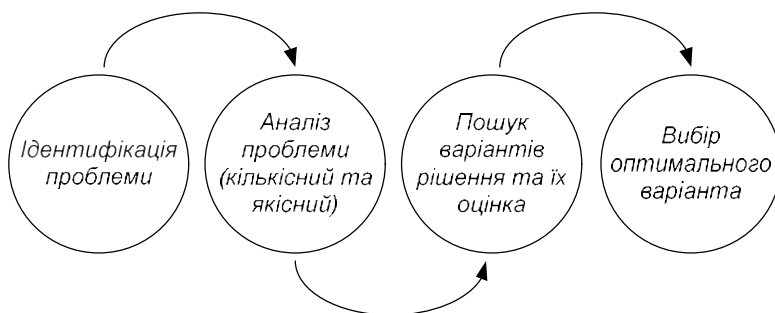 Ідентифікація
проблеми
Аналіз
проблеми
(кількісний та
якісний)
Пошук
варіантів
рішення та їх
оцінка
Вибір
оптимального
варіанта